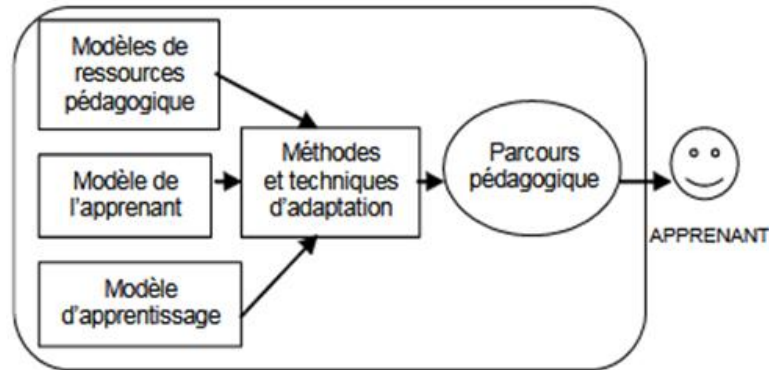 Modèles de
ressources
pédagogique
Modèle de
l'apprenant
Modèle
d'apprentissage
Méthodes
et techniques
d'adaptation
Parcours
pédagogique
APPRENANT